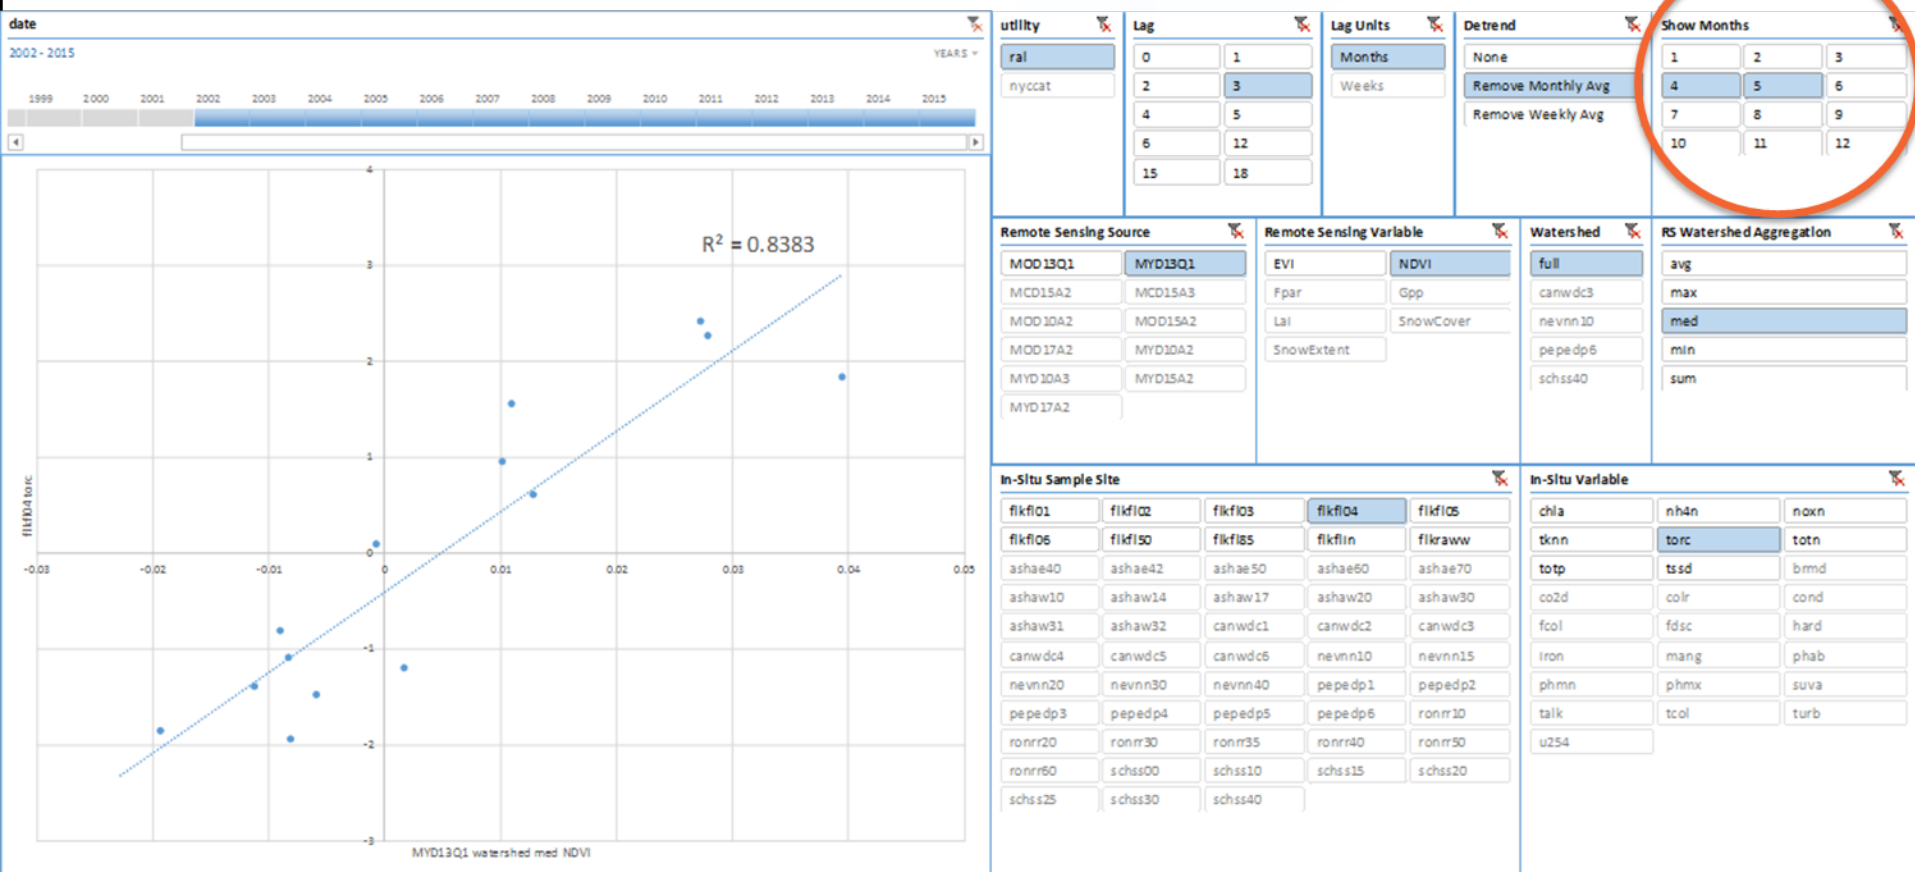 date
2002 - 2015 YEARS
1999 2000 2001 2002 2003 2004 2005 2006 2007 2008 2009 2010 2011 2012 2013 2014 2015
R² = 0.8383
4
3
2
1
0
-1
-2
-3
-0.03 -0.02 -0.01 0 0.01 0.02 0.03 0.04 0.05
flkfl04 torc
MYD13Q1 watershed med NDVI
utility
ral
nyccat
Lag
0 1
2 3
4 5
6 12
15 18
Lag Units
Months
Weeks
Detrend
None
Remove Monthly Avg
Remove Weekly Avg
Show Months
1 2 3
4 5 6
7 8 9
10 11 12
Remote Sensing Source
MOD13Q1 MYD13Q1
MCD15A2 MCD15A3
MOD10A2 MOD15A2
MOD17A2 MYD10A2
MYD10A3 MYD15A2
MYD17A2
Remote Sensing Variable
EVI NDVI
Fpar Gpp
Lai SnowCover
SnowExtent
Watershed
full
canwdc3
nevnn10
pepedp6
schss40
RS Watershed Aggregation
avg
max
med
min
sum
In-Situ Sample Site
flkfl01 flkfl02 flkfl03 flkfl04 flkfl05
flkfl06 flkfl50 flkfl85 flkflin flkraww
ashae40 ashae42 ashae50 ashae60 ashae70
ashaw10 ashaw14 ashaw17 ashaw20 ashaw30
ashaw31 ashaw32 canwdc1 canwdc2 canwdc3
canwdc4 canwdc5 canwdc6 nevnn10 nevnn15
nevnn20 nevnn30 nevnn40 pepedp1 pepedp2
pepedp3 pepedp4 pepedp5 pepedp6 ronrr10
ronrr20 ronrr30 ronrr35 ronrr40 ronrr50
ronrr60 schss00 schss10 schss15 schss20
schss25 schss30 schss40
In-Situ Variable
chla nh4n noxn
tknn torc totn
totp tssd brmd
co2d colr cond
fcol fdsc hard
iron mang phab
phmn phmx suva
talk tcol turb
u254